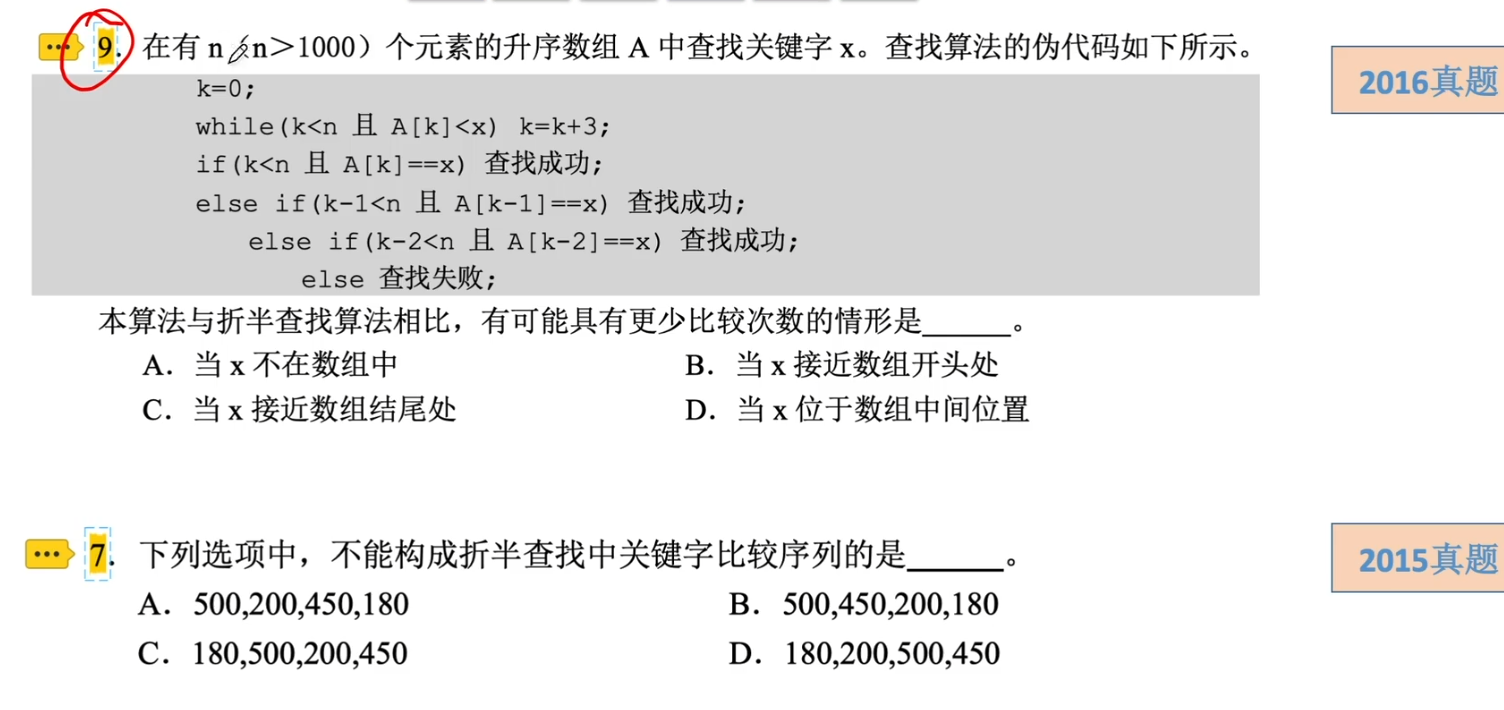 9. 在有 n（n＞1000）个元素的升序数组 A 中查找关键字 x。查找算法的伪代码如下所示。
2016真题
k=0;
while(k<n 且 A[k]<x) k=k+3;
if(k<n 且 A[k]==x) 查找成功;
else if(k-1<n 且 A[k-1]==x) 查找成功;
else if(k-2<n 且 A[k-2]==x) 查找成功;
else 查找失败;
本算法与折半查找算法相比，有可能具有更少比较次数的情形是______。
A．当 x 不在数组中
B．当 x 接近数组开头处
C．当 x 接近数组结尾处
D．当 x 位于数组中间位置
7. 下列选项中，不能构成折半查找中关键字比较序列的是______。
2015真题
A．500,200,450,180
B．500,450,200,180
C．180,500,200,450
D．180,200,500,450